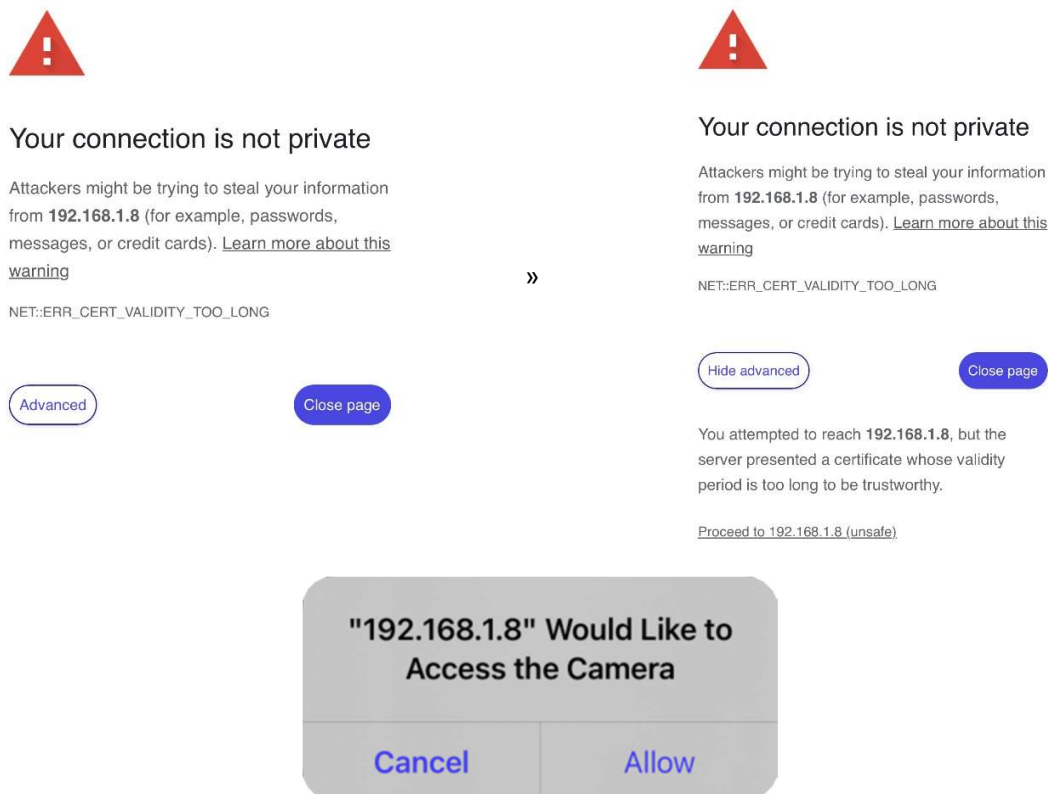 Your connection is not private
Attackers might be trying to steal your information
from 192.168.1.8 (for example, passwords,
messages, or credit cards). Learn more about this
warning
NET::ERR_CERT_VALIDITY_TOO_LONG
Advanced
Close page
»
Your connection is not private
Attackers might be trying to steal your information
from 192.168.1.8 (for example, passwords,
messages, or credit cards). Learn more about this
warning
NET::ERR_CERT_VALIDITY_TOO_LONG
Hide advanced
Close page
You attempted to reach 192.168.1.8, but the
server presented a certificate whose validity
period is too long to be trustworthy.
Proceed to 192.168.1.8 (unsafe)
"192.168.1.8" Would Like to
Access the Camera
Cancel
Allow